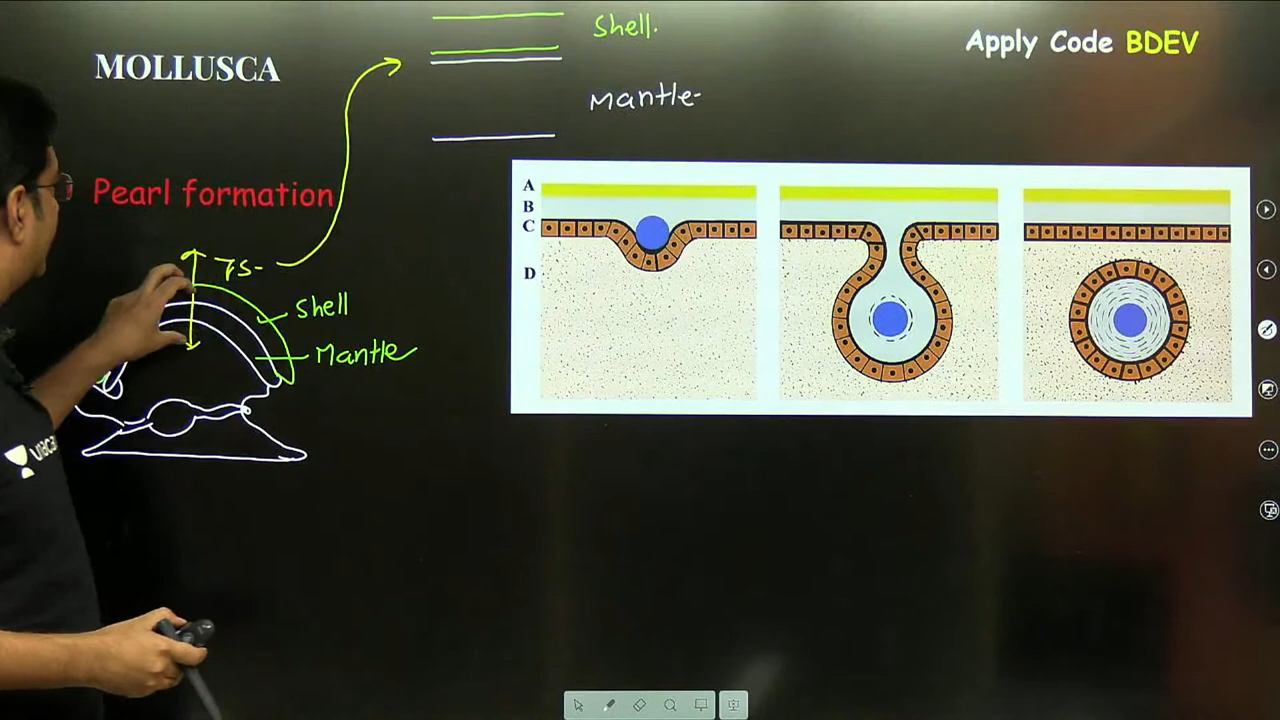 Shell.
Apply Code BDEV
MOLLUSCA
Mantle-
Pearl formation
A
B
C
D
TS-
Shell
Mantle